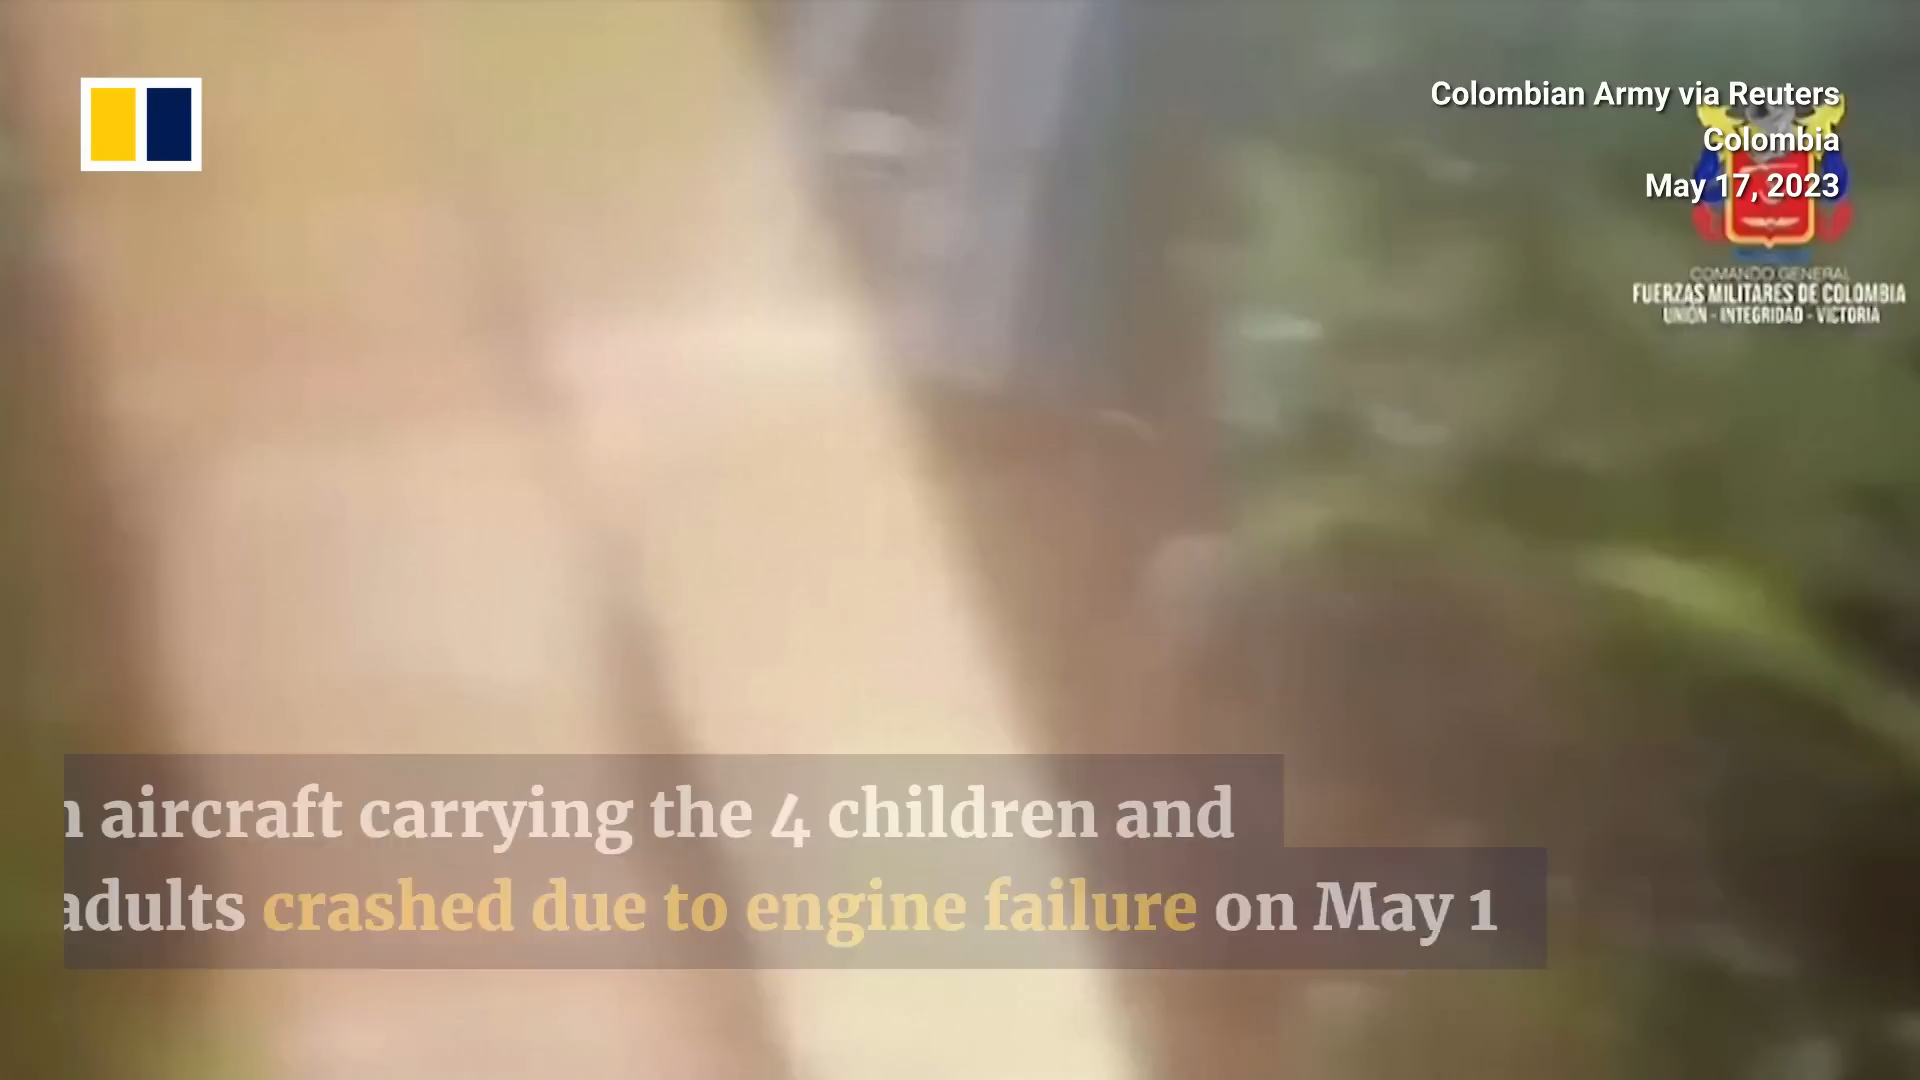 Colombian Army via Reuters
Colombia
May 17, 2023
COMANDO GENERAL
FUERZAS MILITARES DE COLOMBIA
UNIÓN - INTEGRIDAD - VICTORIA
aircraft carrying the 4 children and
adults crashed due to engine failure on May 1